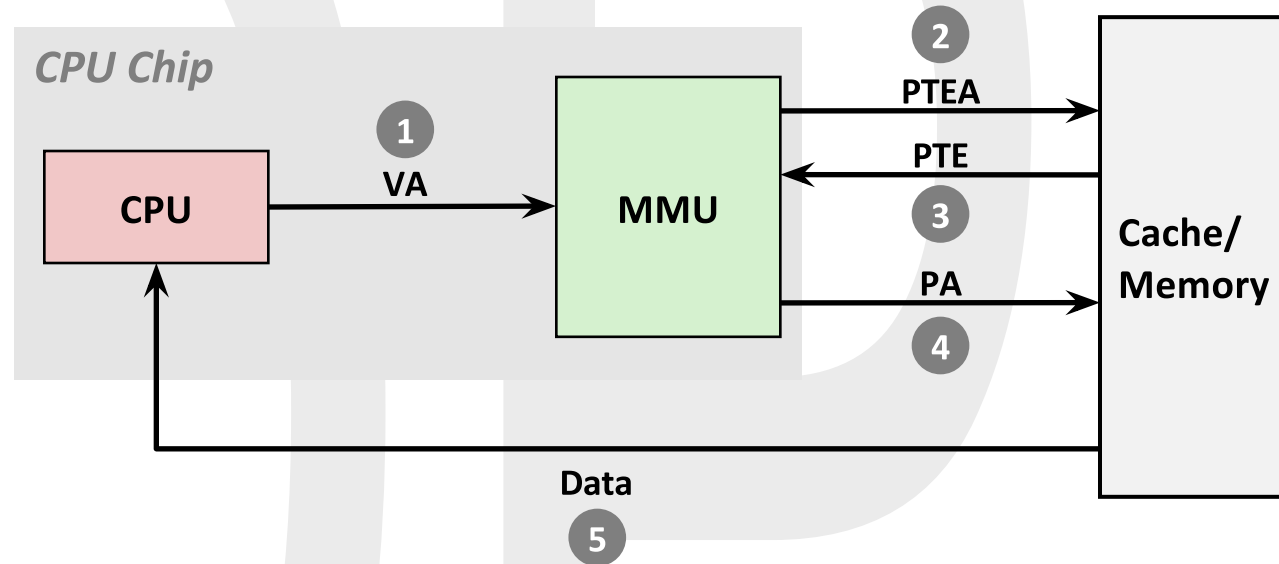 CPU Chip
2
PTEA
1
VA
PTE
CPU
MMU
3
Cache/
Memory
PA
4
Data
5